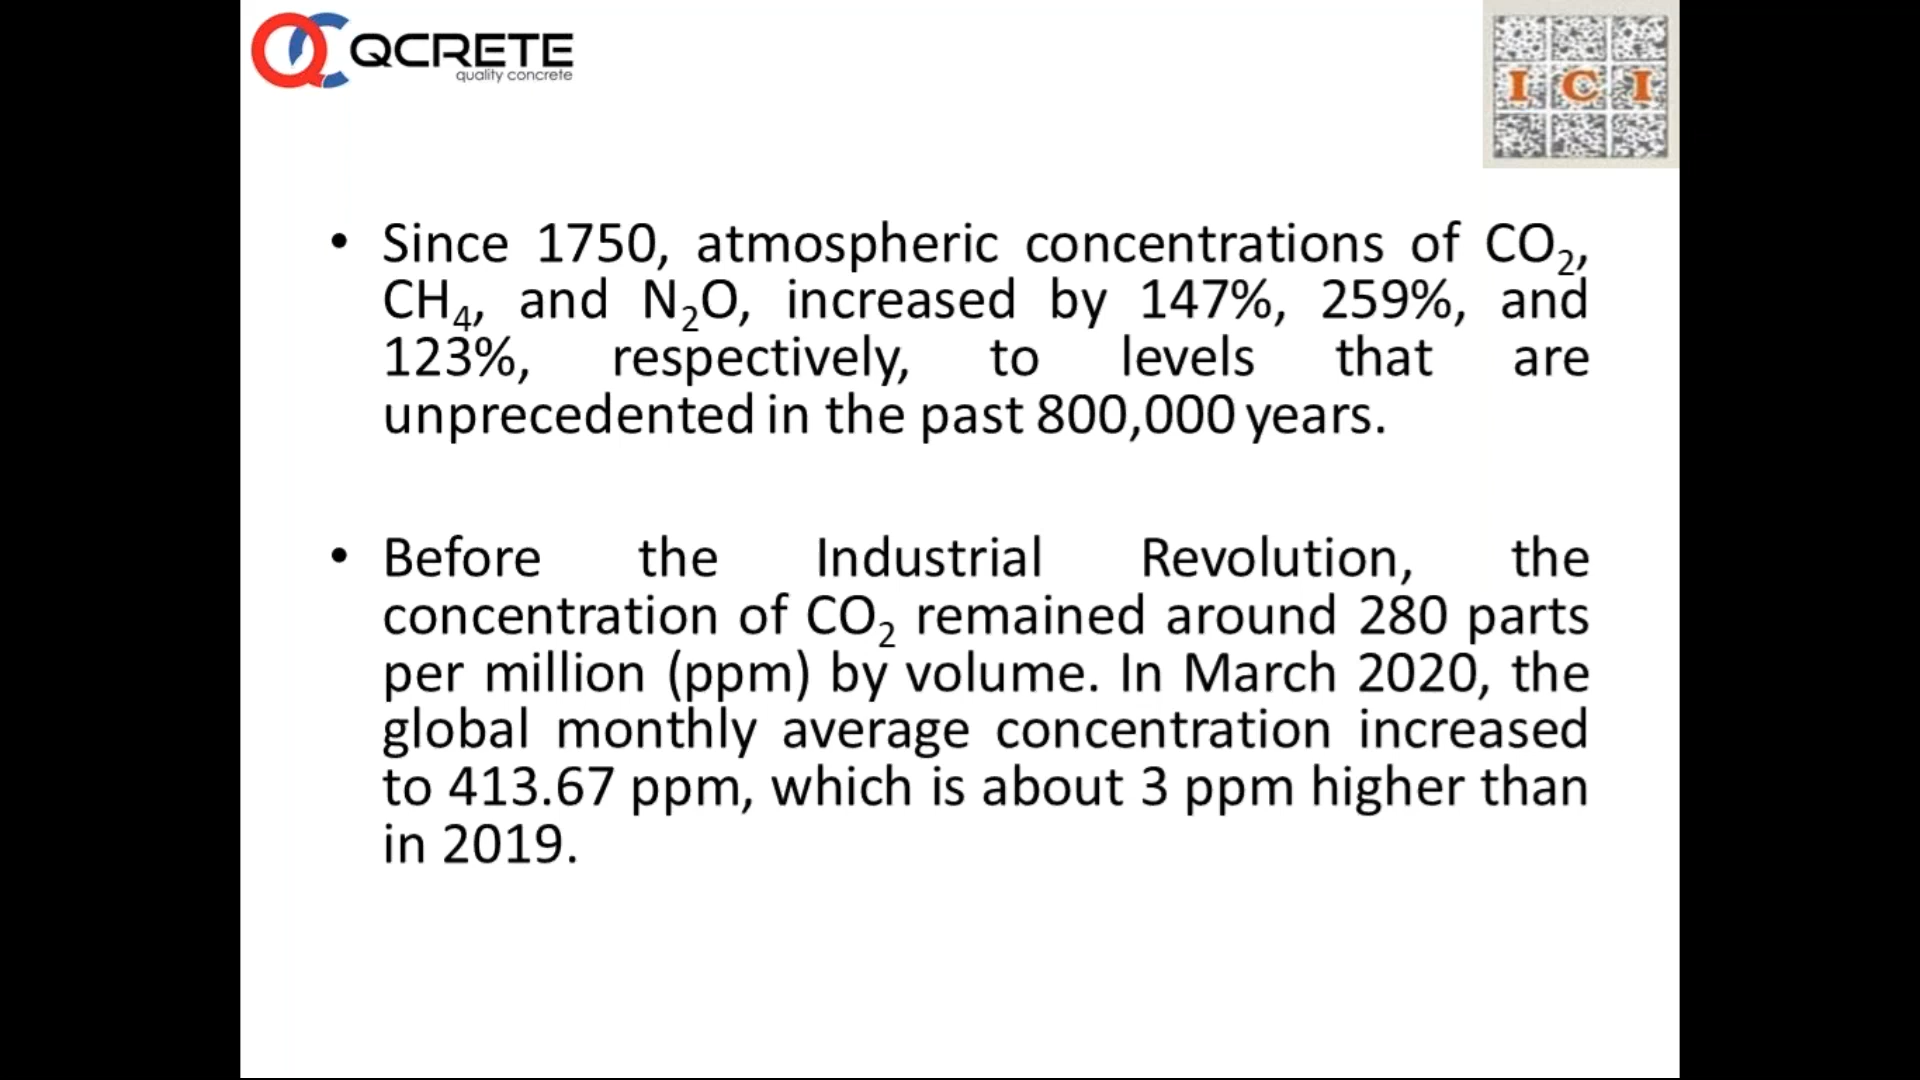 QCRETE
quality concrete
I C I
• Since 1750, atmospheric concentrations of CO₂,
CH₄, and N₂O, increased by 147%, 259%, and
123%, respectively, to levels that are
unprecedented in the past 800,000 years.
• Before the Industrial Revolution, the
concentration of CO₂ remained around 280 parts
per million (ppm) by volume. In March 2020, the
global monthly average concentration increased
to 413.67 ppm, which is about 3 ppm higher than
in 2019.